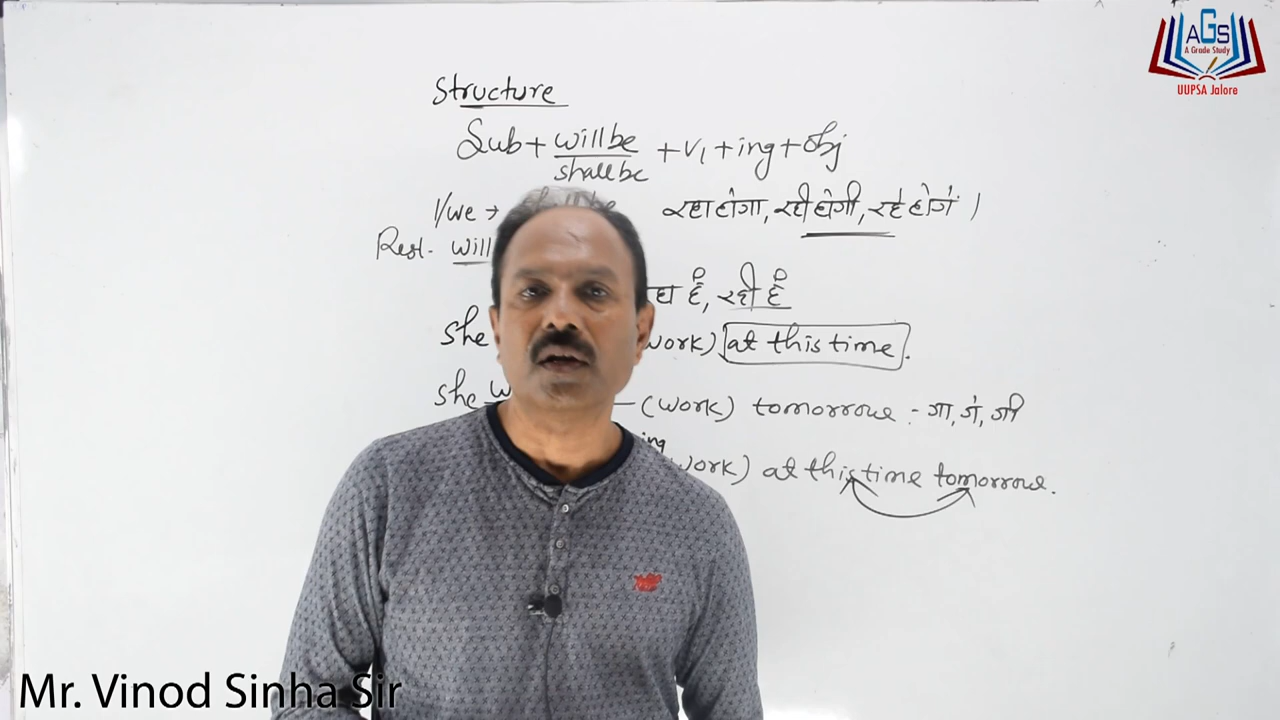 AGS
A Grade Study
UUPSA Jalore
Structure
Sub + will be / shall be + V1 + ing + obj
I/we → रहा होगा, रही होगी, रहे होगें ।
Rest. will
हैं, रही हैं
She work) at this time.
She (work) tomorrow - गा, गे, गी
ing
work) at this time tomorrow.
Mr. Vinod Sinha Sir